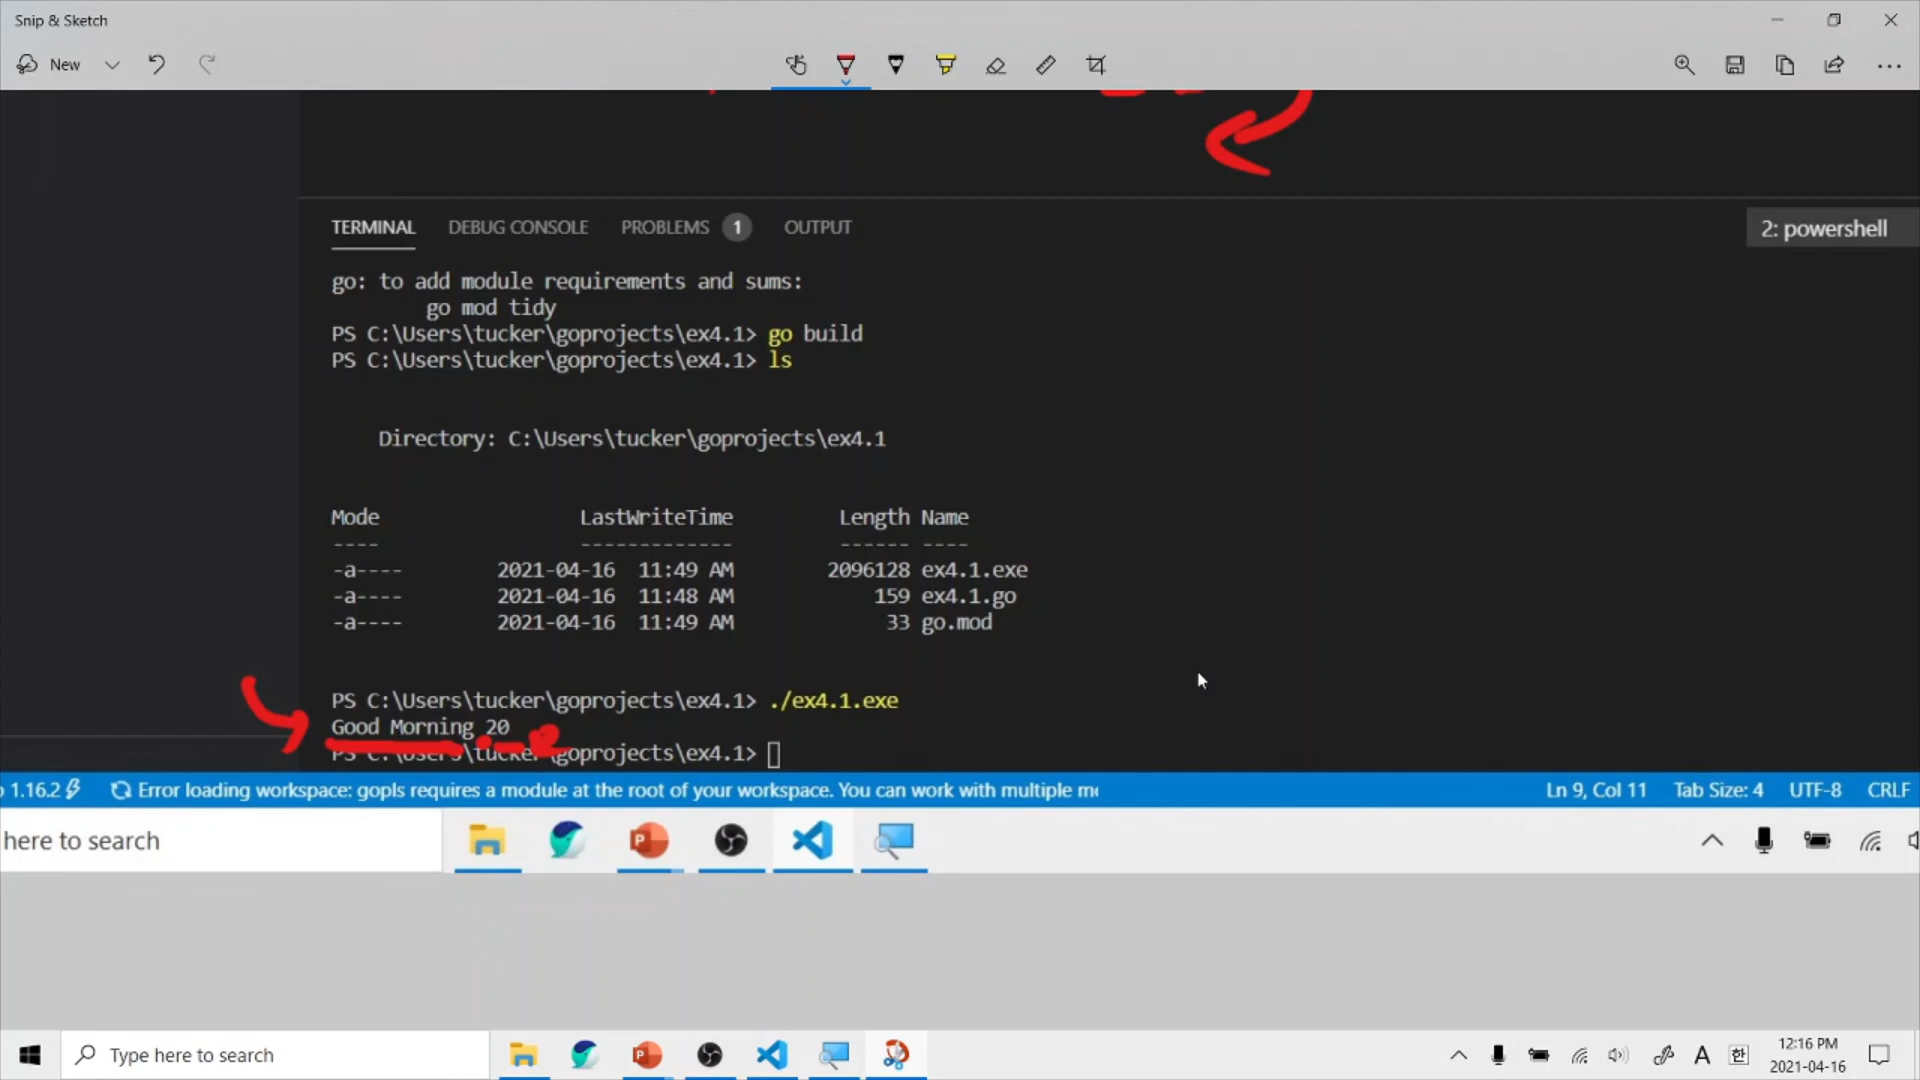 Snip & Sketch
New
TERMINAL DEBUG CONSOLE PROBLEMS 1 OUTPUT 2: powershell
go: to add module requirements and sums:
go mod tidy
PS C:\Users\tucker\goprojects\ex4.1> go build
PS C:\Users\tucker\goprojects\ex4.1> ls
Directory: C:\Users\tucker\goprojects\ex4.1
Mode LastWriteTime Length Name
---- ------------- ------ ----
-a---- 2021-04-16 11:49 AM 2096128 ex4.1.exe
-a---- 2021-04-16 11:48 AM 159 ex4.1.go
-a---- 2021-04-16 11:49 AM 33 go.mod
PS C:\Users\tucker\goprojects\ex4.1> ./ex4.1.exe
Good Morning 20
PS C:\Users\tucker\goprojects\ex4.1>
1.16.2 Error loading workspace: gopls requires a module at the root of your workspace. You can work with multiple Ln 9, Col 11 Tab Size: 4 UTF-8 CRLF
here to search
Type here to search A 한 12:16 PM
2021-04-16